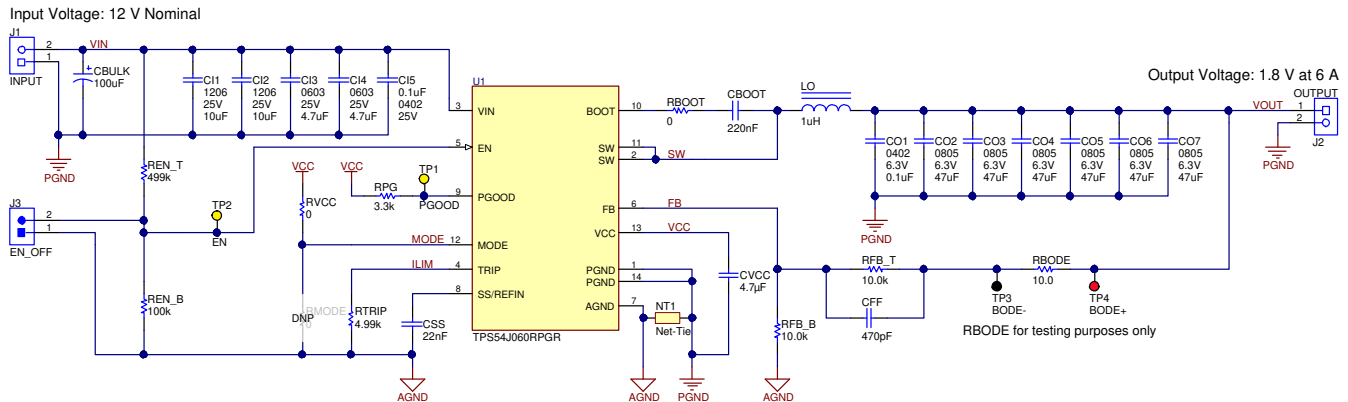 Input Voltage: 12 V Nominal
J1
2
1
INPUT
VIN
+
CBULK
100uF
CI1
1206
25V
10uF
CI2
1206
25V
10uF
CI3
0603
25V
4.7uF
CI4
0603
25V
4.7uF
CI5
0.1uF
0402
25V
PGND
REN_T
499k
J3
2
1
EN_OFF
TP2
EN
REN_B
100k
VCC
RVCC
0
VCC
RPG
3.3k
TP1
PGOOD
MODE
ILIM
RMODE
0
DNP
RTRIP
4.99k
CSS
22nF
AGND
U1
3
VIN
5
EN
9
PGOOD
12
MODE
4
TRIP
8
SS/REFIN
BOOT
10
SW
11
SW
2
FB
6
VCC
13
PGND
1
PGND
14
AGND
7
TPS54J060RPGR
RBOOT
0
CBOOT
220nF
SW
LO
1uH
FB
VCC
CVCC
4.7µF
NT1
Net-Tie
AGND
PGND
RFB_B
10.0k
AGND
RFB_T
10.0k
CFF
470pF
TP3
BODE-
RBODE
10.0
TP4
BODE+
RBODE for testing purposes only
CO1
0402
6.3V
0.1uF
CO2
0805
6.3V
47uF
CO3
0805
6.3V
47uF
CO4
0805
6.3V
47uF
CO5
0805
6.3V
47uF
CO6
0805
6.3V
47uF
CO7
0805
6.3V
47uF
PGND
Output Voltage: 1.8 V at 6 A
OUTPUT
VOUT
1
2
J2
PGND